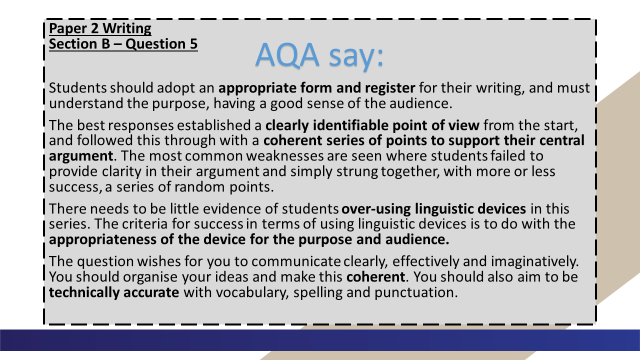 Paper 2 Writing
Section B – Question 5
AQA say:
Students should adopt an appropriate form and register for their writing, and must
understand the purpose, having a good sense of the audience.
The best responses established a clearly identifiable point of view from the start,
and followed this through with a coherent series of points to support their central
argument. The most common weaknesses are seen where students failed to
provide clarity in their argument and simply strung together, with more or less
success, a series of random points.
There needs to be little evidence of students over-using linguistic devices in this
series. The criteria for success in terms of using linguistic devices is to do with the
appropriateness of the device for the purpose and audience.
The question wishes for you to communicate clearly, effectively and imaginatively.
You should organise your ideas and make this coherent. You should also aim to be
technically accurate with vocabulary, spelling and punctuation.